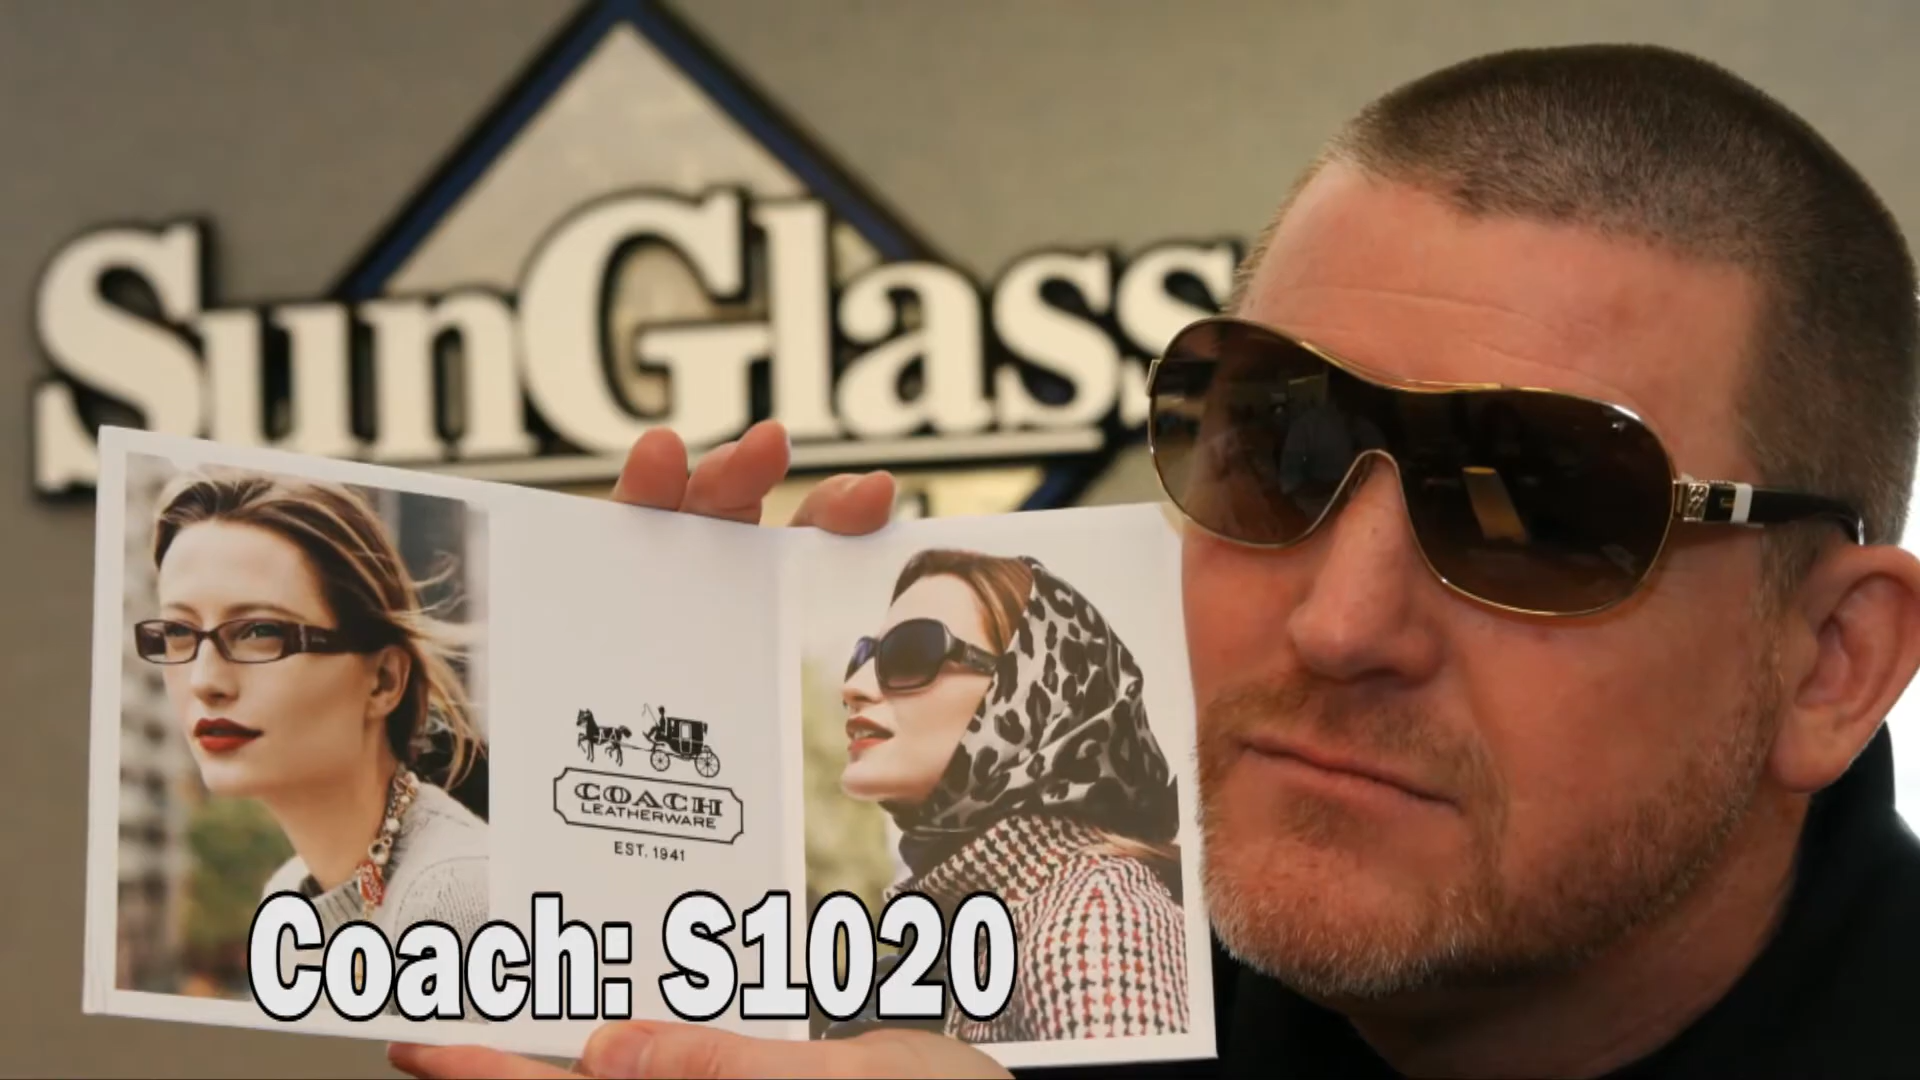 SunGlass
COACH
LEATHERWARE
EST. 1941
Coach: S1020